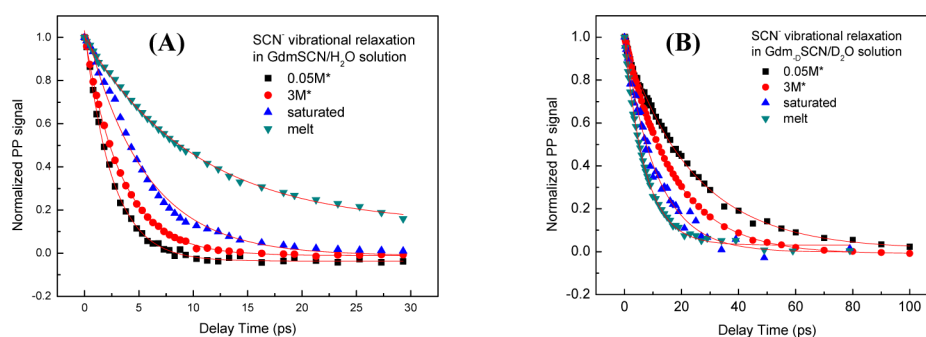 (A)
SCN⁻ vibrational relaxation
in GdmSCN/H₂O solution
0.05M*
3M*
saturated
melt
Normalized PP signal
1.0
0.8
0.6
0.4
0.2
0.0
-0.2
0 5 10 15 20 25 30
Delay Time (ps)
(B)
SCN⁻ vibrational relaxation
in Gdm₋DSCN/D₂O solution
0.05M*
3M*
saturated
melt
Normalized PP signal
1.0
0.8
0.6
0.4
0.2
0.0
-0.2
0 20 40 60 80 100
Delay Time (ps)